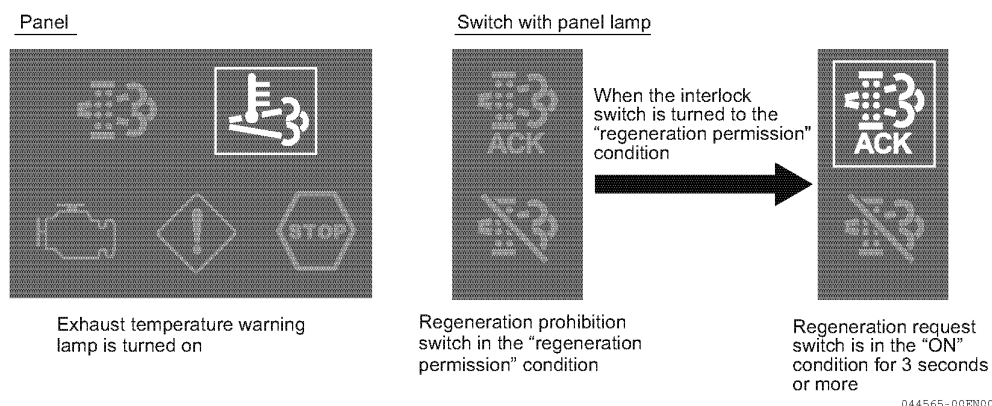 Panel
Switch with panel lamp
ACK
When the interlock
switch is turned to the
“regeneration permission”
condition
ACK
STOP
Exhaust temperature warning
lamp is turned on
Regeneration prohibition
switch in the “regeneration
permission” condition
Regeneration request
switch is in the “ON”
condition for 3 seconds
or more
044565-00EN00